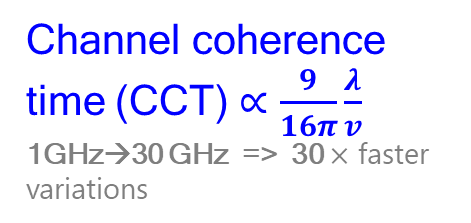 Channel coherence
time (CCT) ∝ 9/16π λ/v
1GHz→30 GHz => 30 × faster
variations